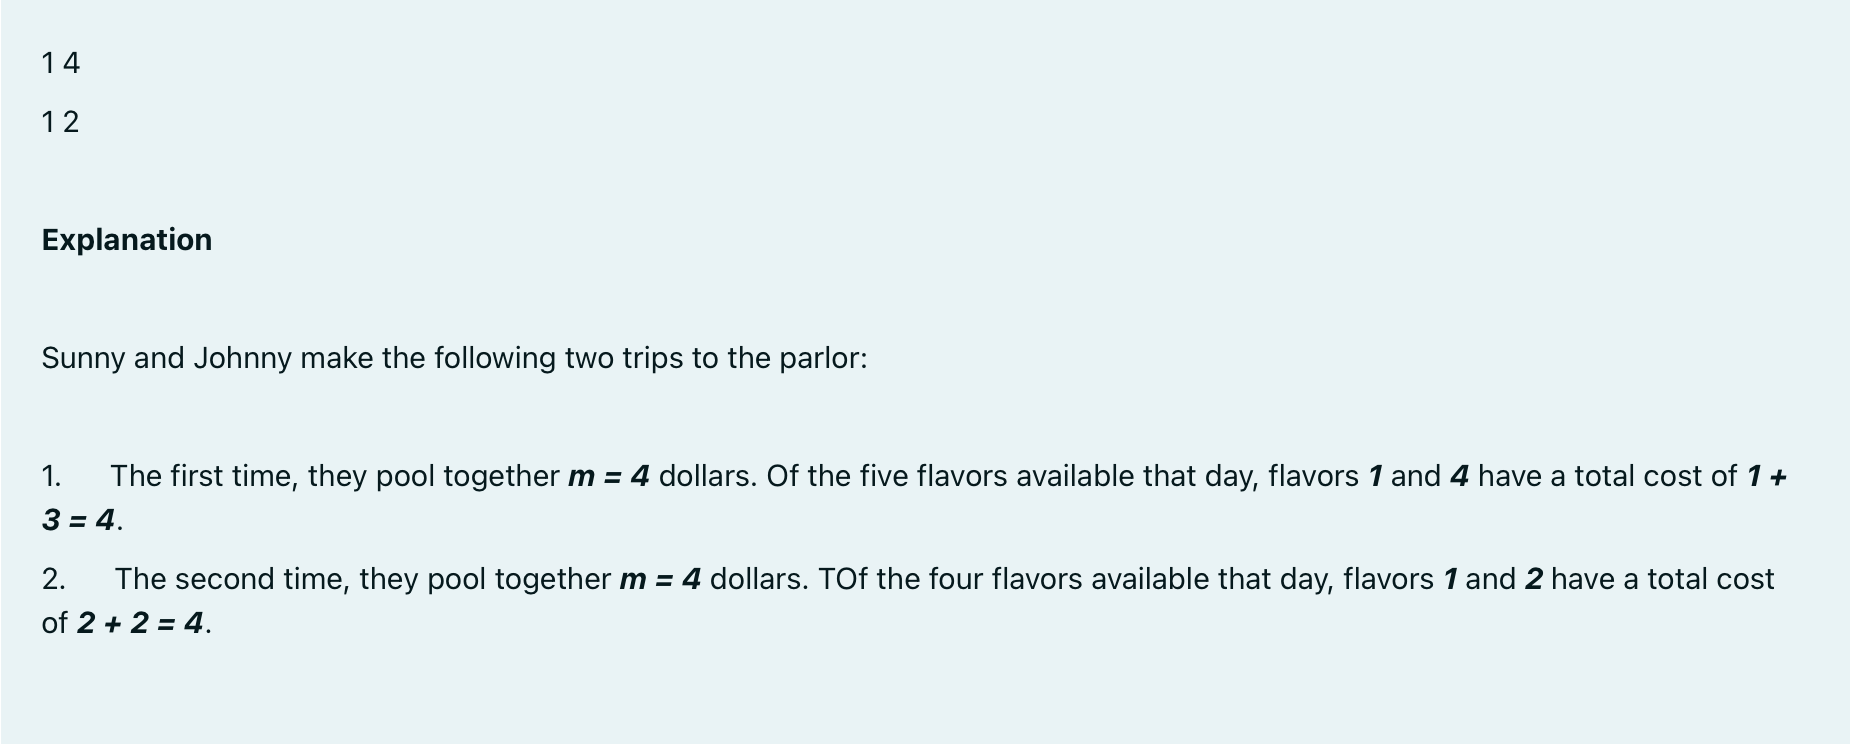 1 4
1 2
Explanation
Sunny and Johnny make the following two trips to the parlor:
1. The first time, they pool together m = 4 dollars. Of the five flavors available that day, flavors 1 and 4 have a total cost of 1 +
3 = 4.
2. The second time, they pool together m = 4 dollars. TOf the four flavors available that day, flavors 1 and 2 have a total cost
of 2 + 2 = 4.